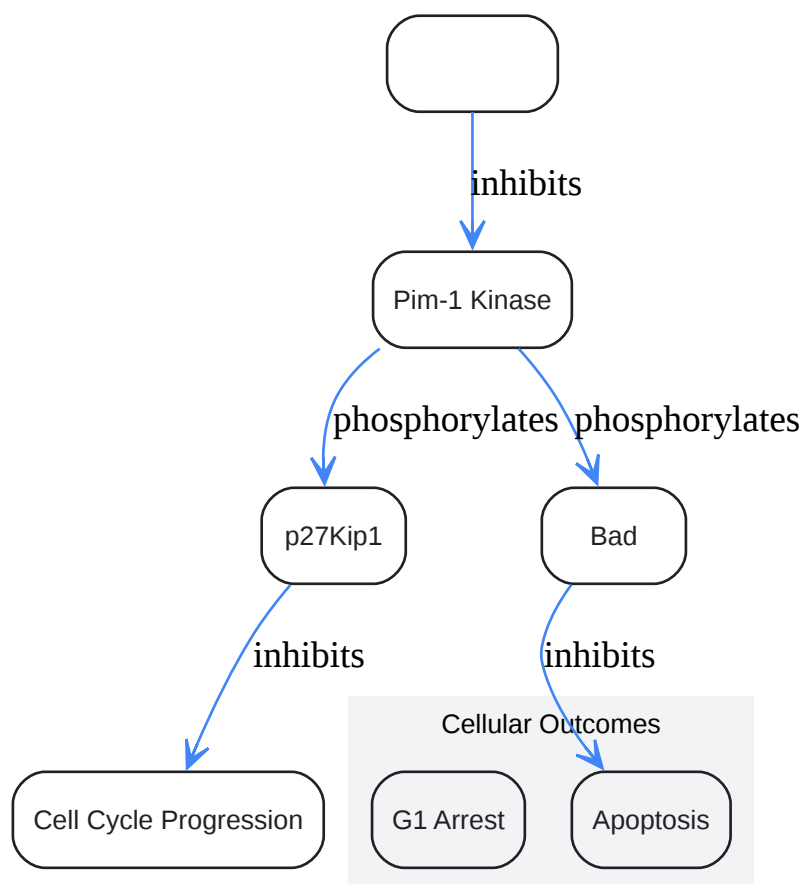 inhibits
Pim-1 Kinase
phosphorylates
phosphorylates
p27Kip1
Bad
inhibits
inhibits
Cellular Outcomes
Cell Cycle Progression
G1 Arrest
Apoptosis